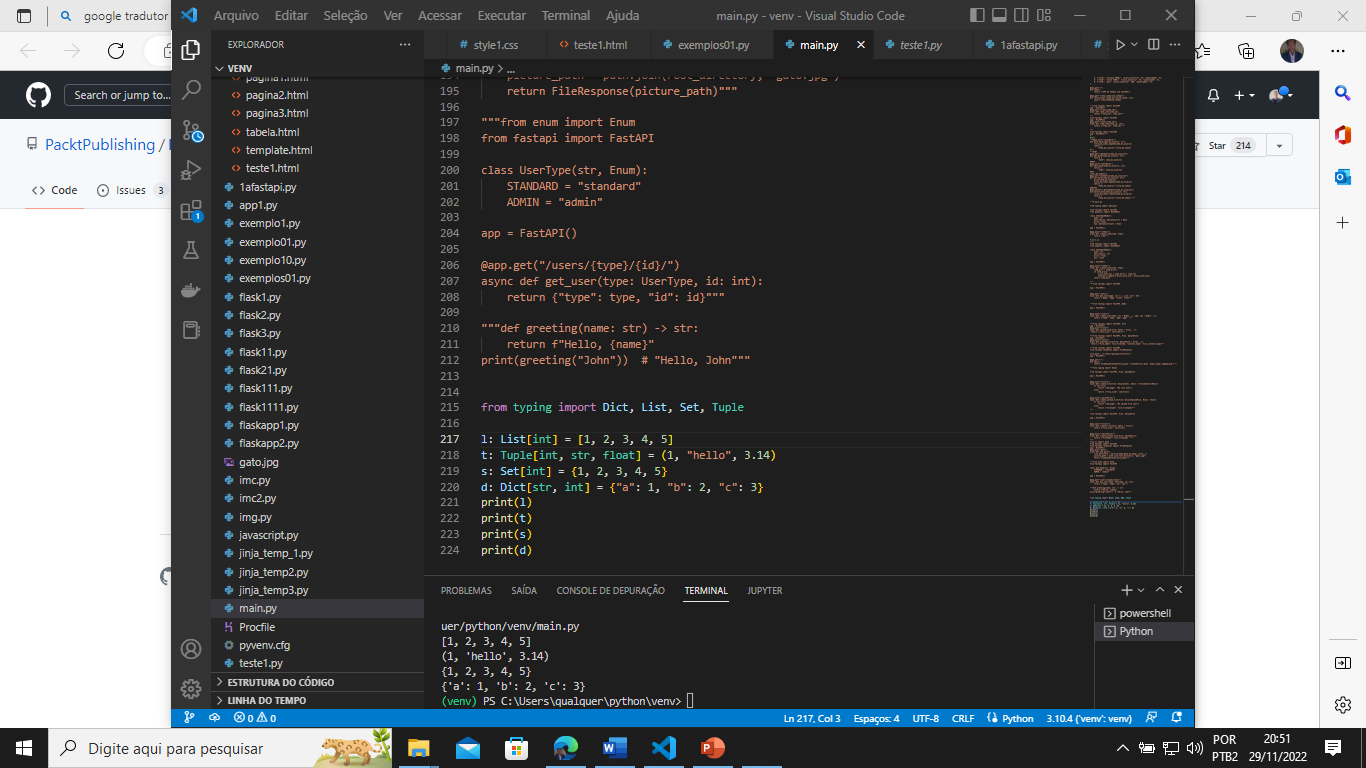 google tradutor
Arquivo Editar Seleção Ver Acessar Executar Terminal Ajuda
main.py - venv - Visual Studio Code
Search or jump to...
PacktPublishing /
Code
Issues 3
Star 214
EXPLORADOR
VENV
pagina1.html
pagina2.html
pagina3.html
tabela.html
template.html
teste1.html
1afastapi.py
app1.py
exemplo1.py
exemplo01.py
exemplo10.py
exemplos01.py
flask1.py
flask2.py
flask3.py
flask11.py
flask21.py
flask111.py
flask1111.py
flaskapp1.py
flaskapp2.py
gato.jpg
imc.py
imc2.py
img.py
javascript.py
jinja_temp_1.py
jinja_temp2.py
jinja_temp3.py
main.py
Procfile
pyvenv.cfg
teste1.py
ESTRUTURA DO CÓDIGO
LINHA DO TEMPO
style1.css
teste1.html
exemplos01.py
main.py
teste1.py
1afastapi.py
main.py > ...
195 return FileResponse(picture_path)"""
196
197 """from enum import Enum
198 from fastapi import FastAPI
199
200 class UserType(str, Enum):
201 STANDARD = "standard"
202 ADMIN = "admin"
203
204 app = FastAPI()
205
206 @app.get("/users/{type}/{id}/")
207 async def get_user(type: UserType, id: int):
208 return {"type": type, "id": id}"""
209
210 """def greeting(name: str) -> str:
211 return f"Hello, {name}"
212 print(greeting("John")) # "Hello, John"""
213
214
215 from typing import Dict, List, Set, Tuple
216
217 l: List[int] = [1, 2, 3, 4, 5]
218 t: Tuple[int, str, float] = (1, "hello", 3.14)
219 s: Set[int] = {1, 2, 3, 4, 5}
220 d: Dict[str, int] = {"a": 1, "b": 2, "c": 3}
221 print(l)
222 print(t)
223 print(s)
224 print(d)
PROBLEMAS SAÍDA CONSOLE DE DEPURAÇÃO TERMINAL JUPYTER
uer/python/venv/main.py
[1, 2, 3, 4, 5]
(1, 'hello', 3.14)
{1, 2, 3, 4, 5}
{'a': 1, 'b': 2, 'c': 3}
(venv) PS C:\Users\qualquer\python\venv>
powershell
Python
0 0
Ln 217, Col 3 Espaços: 4 UTF-8 CRLF Python 3.10.4 ('venv': venv)
Digite aqui para pesquisar
POR
PTB2
20:51
29/11/2022